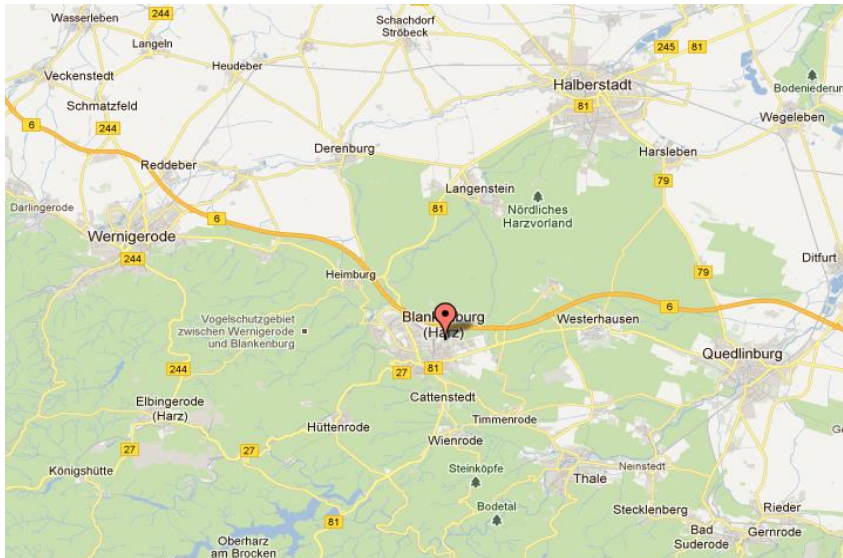 Wasserleben
Schachdorf
Ströbeck
Langeln
245
81
Heudeber
Veckenstedt
Halberstadt
Bodeniederun
Schmatzfeld
81
Wegeleben
6
244
Derenburg
Harsleben
Reddeber
79
Langenstein
Darlingerode
81
Nördliches
Harzvorland
6
Wernigerode
244
Ditfurt
Heimburg
79
6
Vogelschutzgebiet
zwischen Wernigerode
und Blankenburg
Blankenburg
(Harz)
Westerhausen
Quedlinburg
244
27
81
Cattenstedt
Elbingerode
(Harz)
Hüttenrode
Timmenrode
Ge
27
27
Wienrode
Königshütte
Steinköpfe
Neinstedt
Thale
Bodetal
Stecklenberg
Rieder
81
Bad
Suderode
Gernrode
Oberharz
am Brocken